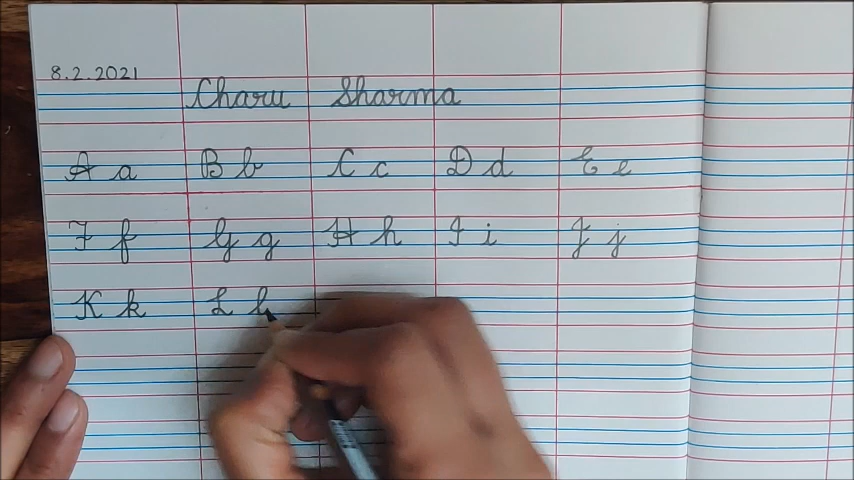 8.2.2021
Charu Sharma
A a B b C c D d E e
F f G g H h I i J j
K k L l